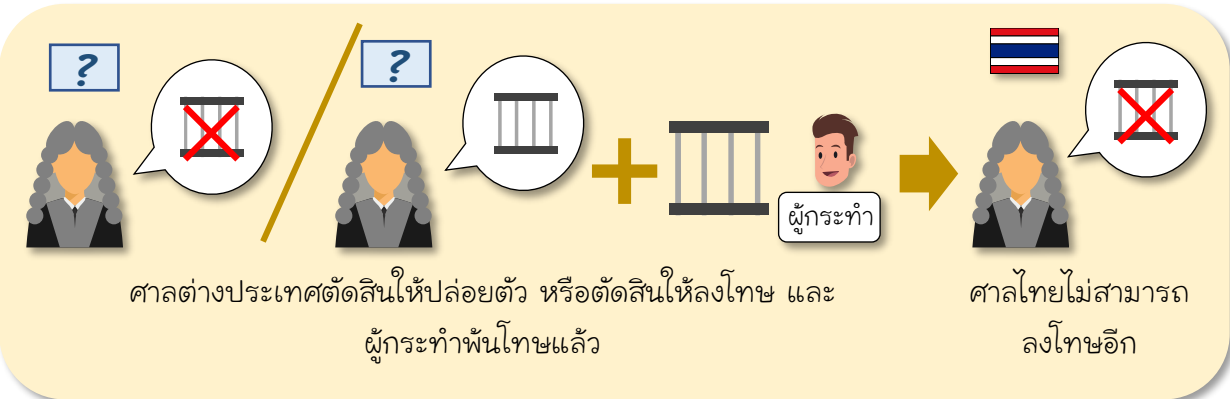 ?
?
ผู้กระทำ
ศาลต่างประเทศตัดสินให้ปล่อยตัว หรือตัดสินให้ลงโทษ และ
ผู้กระทำพ้นโทษแล้ว
ศาลไทยไม่สามารถ
ลงโทษอีก